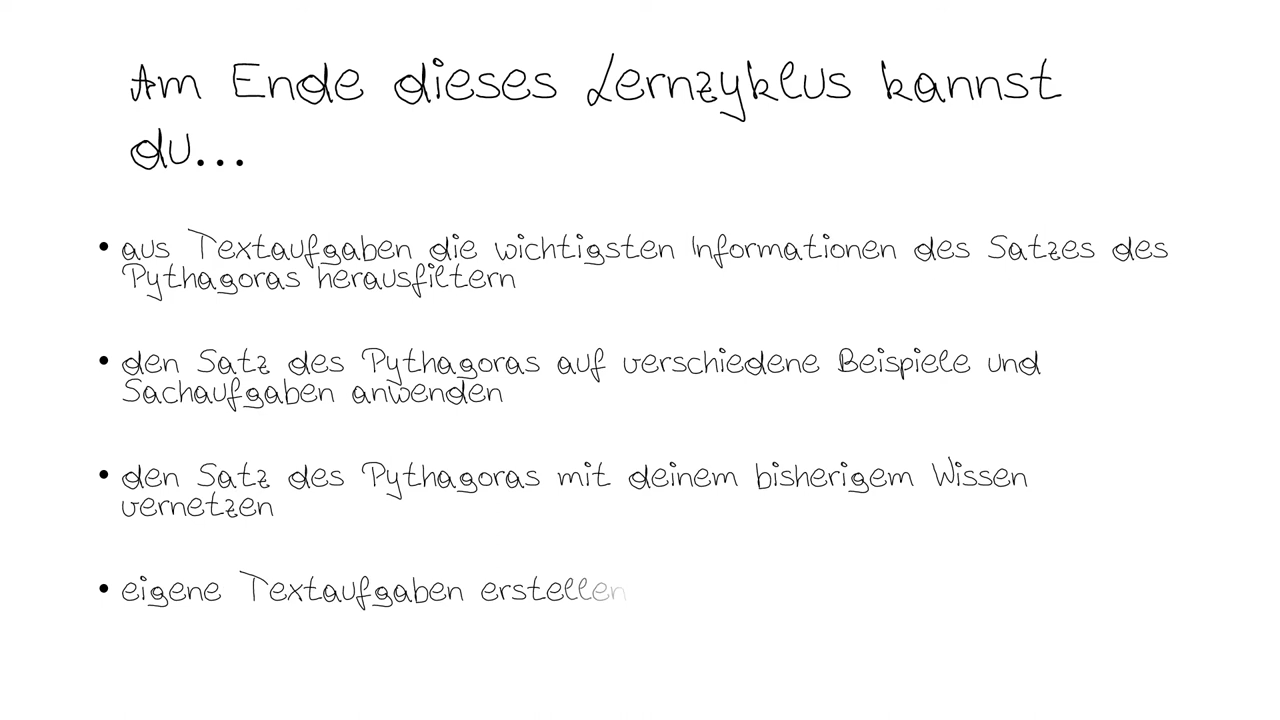 Am Ende dieses Lernzyklus kannst
du...
• aus Textaufgaben die wichtigsten Informationen des Satzes des
Pythagoras herausfiltern
• den Satz des Pythagoras auf verschiedene Beispiele und
Sachaufgaben anwenden
• den Satz des Pythagoras mit deinem bisherigem Wissen
vernetzen
• eigene Textaufgaben erstellen